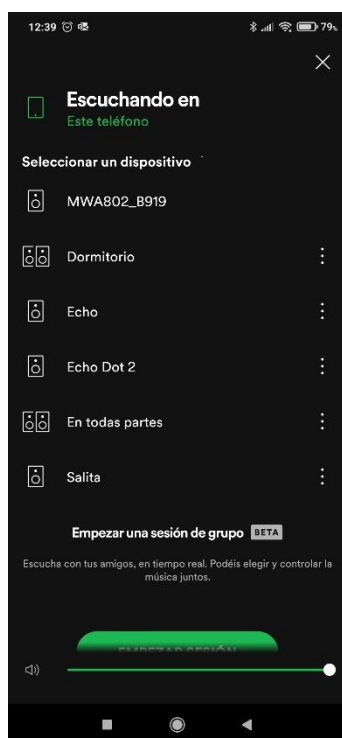 12:39
79%
Escuchando en
Este teléfono
Seleccionar un dispositivo
MWA802_B919
Dormitorio
Echo
Echo Dot 2
En todas partes
Salita
Empezar una sesión de grupo BETA
Escucha con tus amigos, en tiempo real. Podéis elegir y controlar la
música juntos.
EMPEZAR SESIÓN